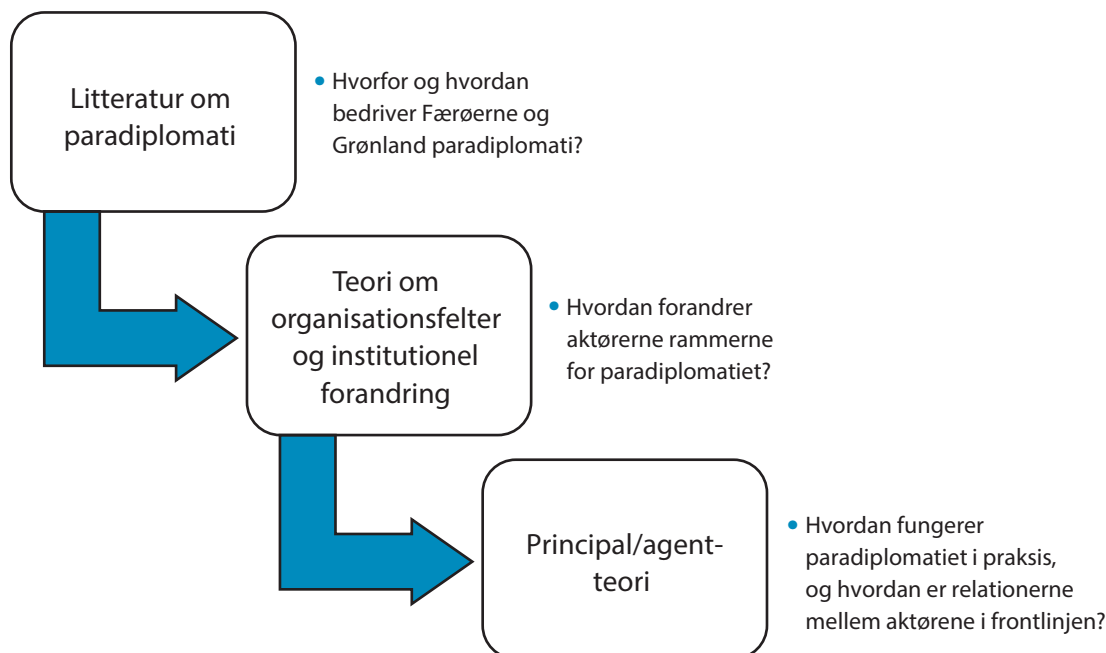 Litteratur om
paradiplomati
• Hvorfor og hvordan
bedriver Færøerne og
Grønland paradiplomati?
Teori om
organisationsfelter
og institutionel
forandring
• Hvordan forandrer
aktørerne rammerne
for paradiplomatiet?
Principal/agent-
teori
• Hvordan fungerer
paradiplomatiet i praksis,
og hvordan er relationerne
mellem aktørene i frontlinjen?